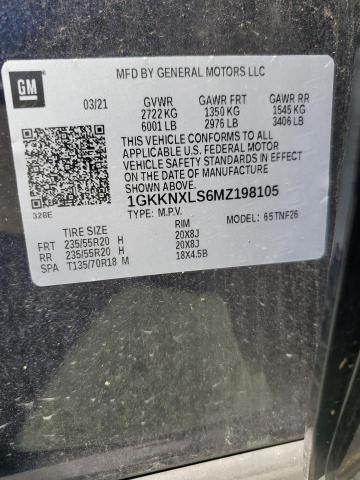 GM
MFD BY GENERAL MOTORS LLC
03/21 GVWR GAWR FRT GAWR RR
2722 KG 1350 KG 1545 KG
6001 LB 2976 LB 3406 LB
THIS VEHICLE CONFORMS TO ALL
APPLICABLE U.S. FEDERAL MOTOR
VEHICLE SAFETY STANDARDS IN EFFECT
ON THE DATE OF MANUFACTURE
SHOWN ABOVE.
328E
1GKKNXLS6MZ198105
TYPE: M.P.V. MODEL: 65TNF26
TIRE SIZE RIM
FRT 235/55R20 H 20X8J
RR 235/55R20 H 20X8J
SPA T135/70R18 M 18X4.5B